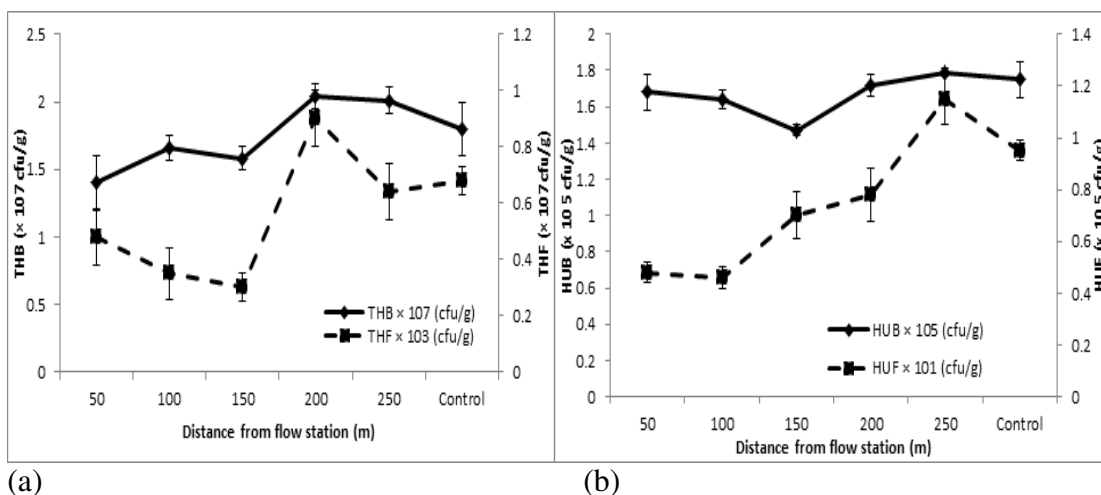 2.5
2
1.5
1
0.5
0
THB (× 107 cfu/g)
1.2
1
0.8
0.6
0.4
0.2
0
THF (× 107 cfu/g)
THB × 107 (cfu/g)
THF × 103 (cfu/g)
50 100 150 200 250 Control
Distance from flow station (m)
(a)
2
1.8
1.6
1.4
1.2
1
0.8
0.6
0.4
0.2
0
HUB (x 10 5 cfu/g)
1.4
1.2
1
0.8
0.6
0.4
0.2
0
HUF (x 10 5 cfu/g)
HUB × 105 (cfu/g)
HUF × 101 (cfu/g)
50 100 150 200 250 Control
Distance from flow station (m)
(b)